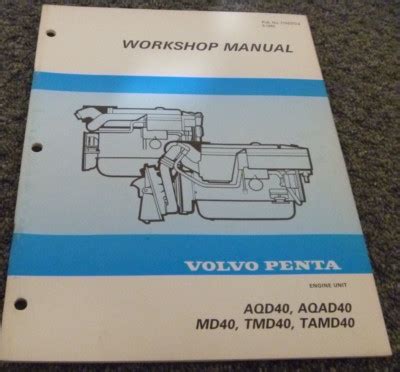 WORKSHOP MANUAL
VOLVO PENTA
ENGINE UNIT
AQD40, AQAD40
MD40, TMD40, TAMD40